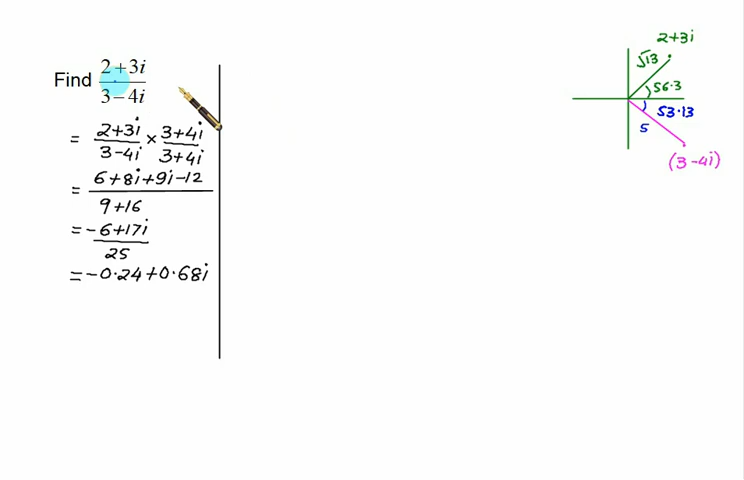 Find (2+3i)/(3-4i)
= (2+3i)/(3-4i) × (3+4i)/(3+4i)
= (6+8i+9i-12)/(9+16)
= (-6+17i)/25
= -0.24+0.68i
2+3i
√13
56.3
53.13
5
(3-4i)